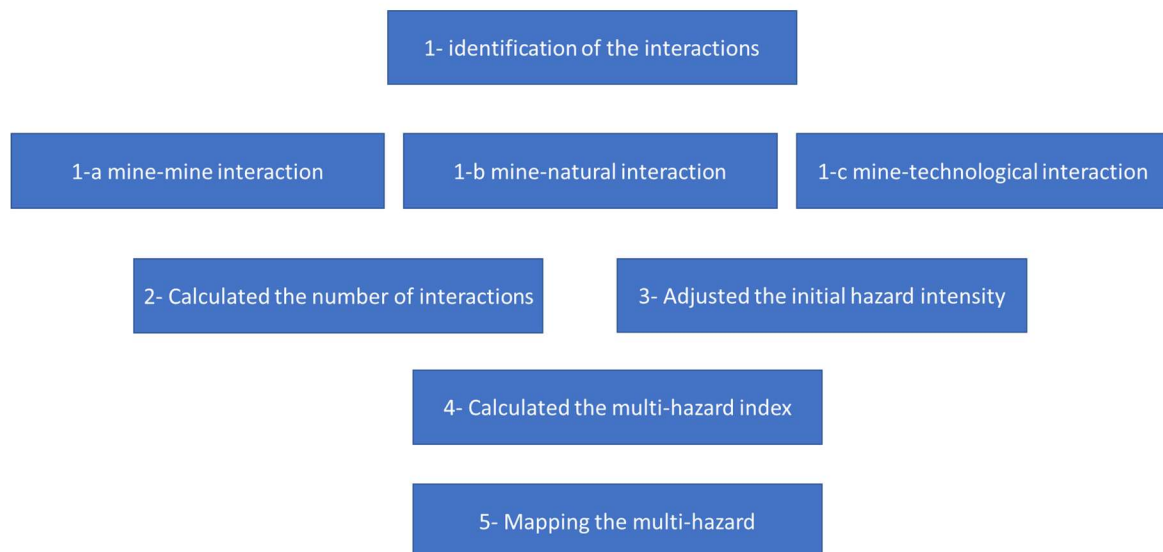 1- identification of the interactions
1-a mine-mine interaction
1-b mine-natural interaction
1-c mine-technological interaction
2- Calculated the number of interactions
3- Adjusted the initial hazard intensity
4- Calculated the multi-hazard index
5- Mapping the multi-hazard